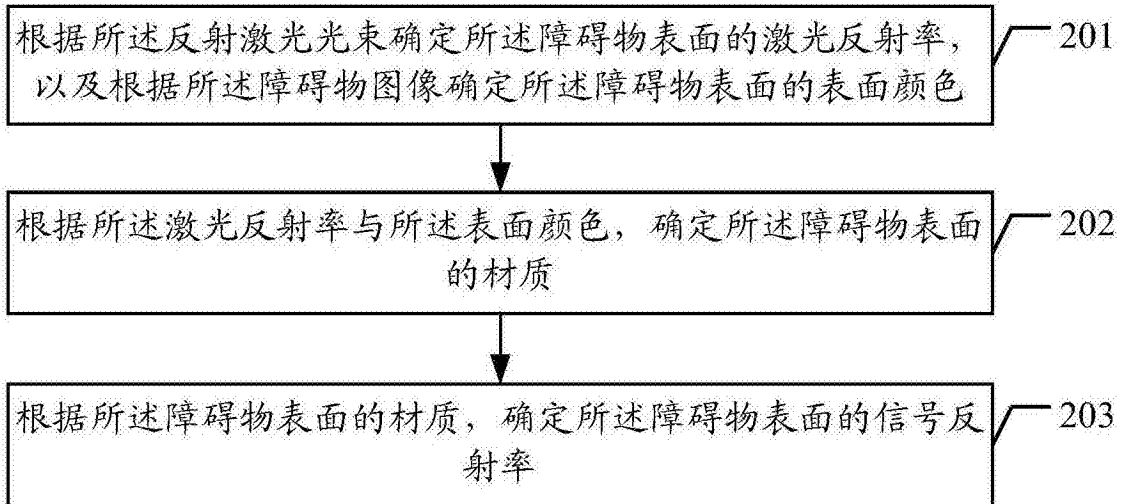 根据所述反射激光光束确定所述障碍物表面的激光反射率，
以及根据所述障碍物图像确定所述障碍物表面的表面颜色
201
根据所述激光反射率与所述表面颜色，确定所述障碍物表面
的材质
202
根据所述障碍物表面的材质，确定所述障碍物表面的信号反
射率
203